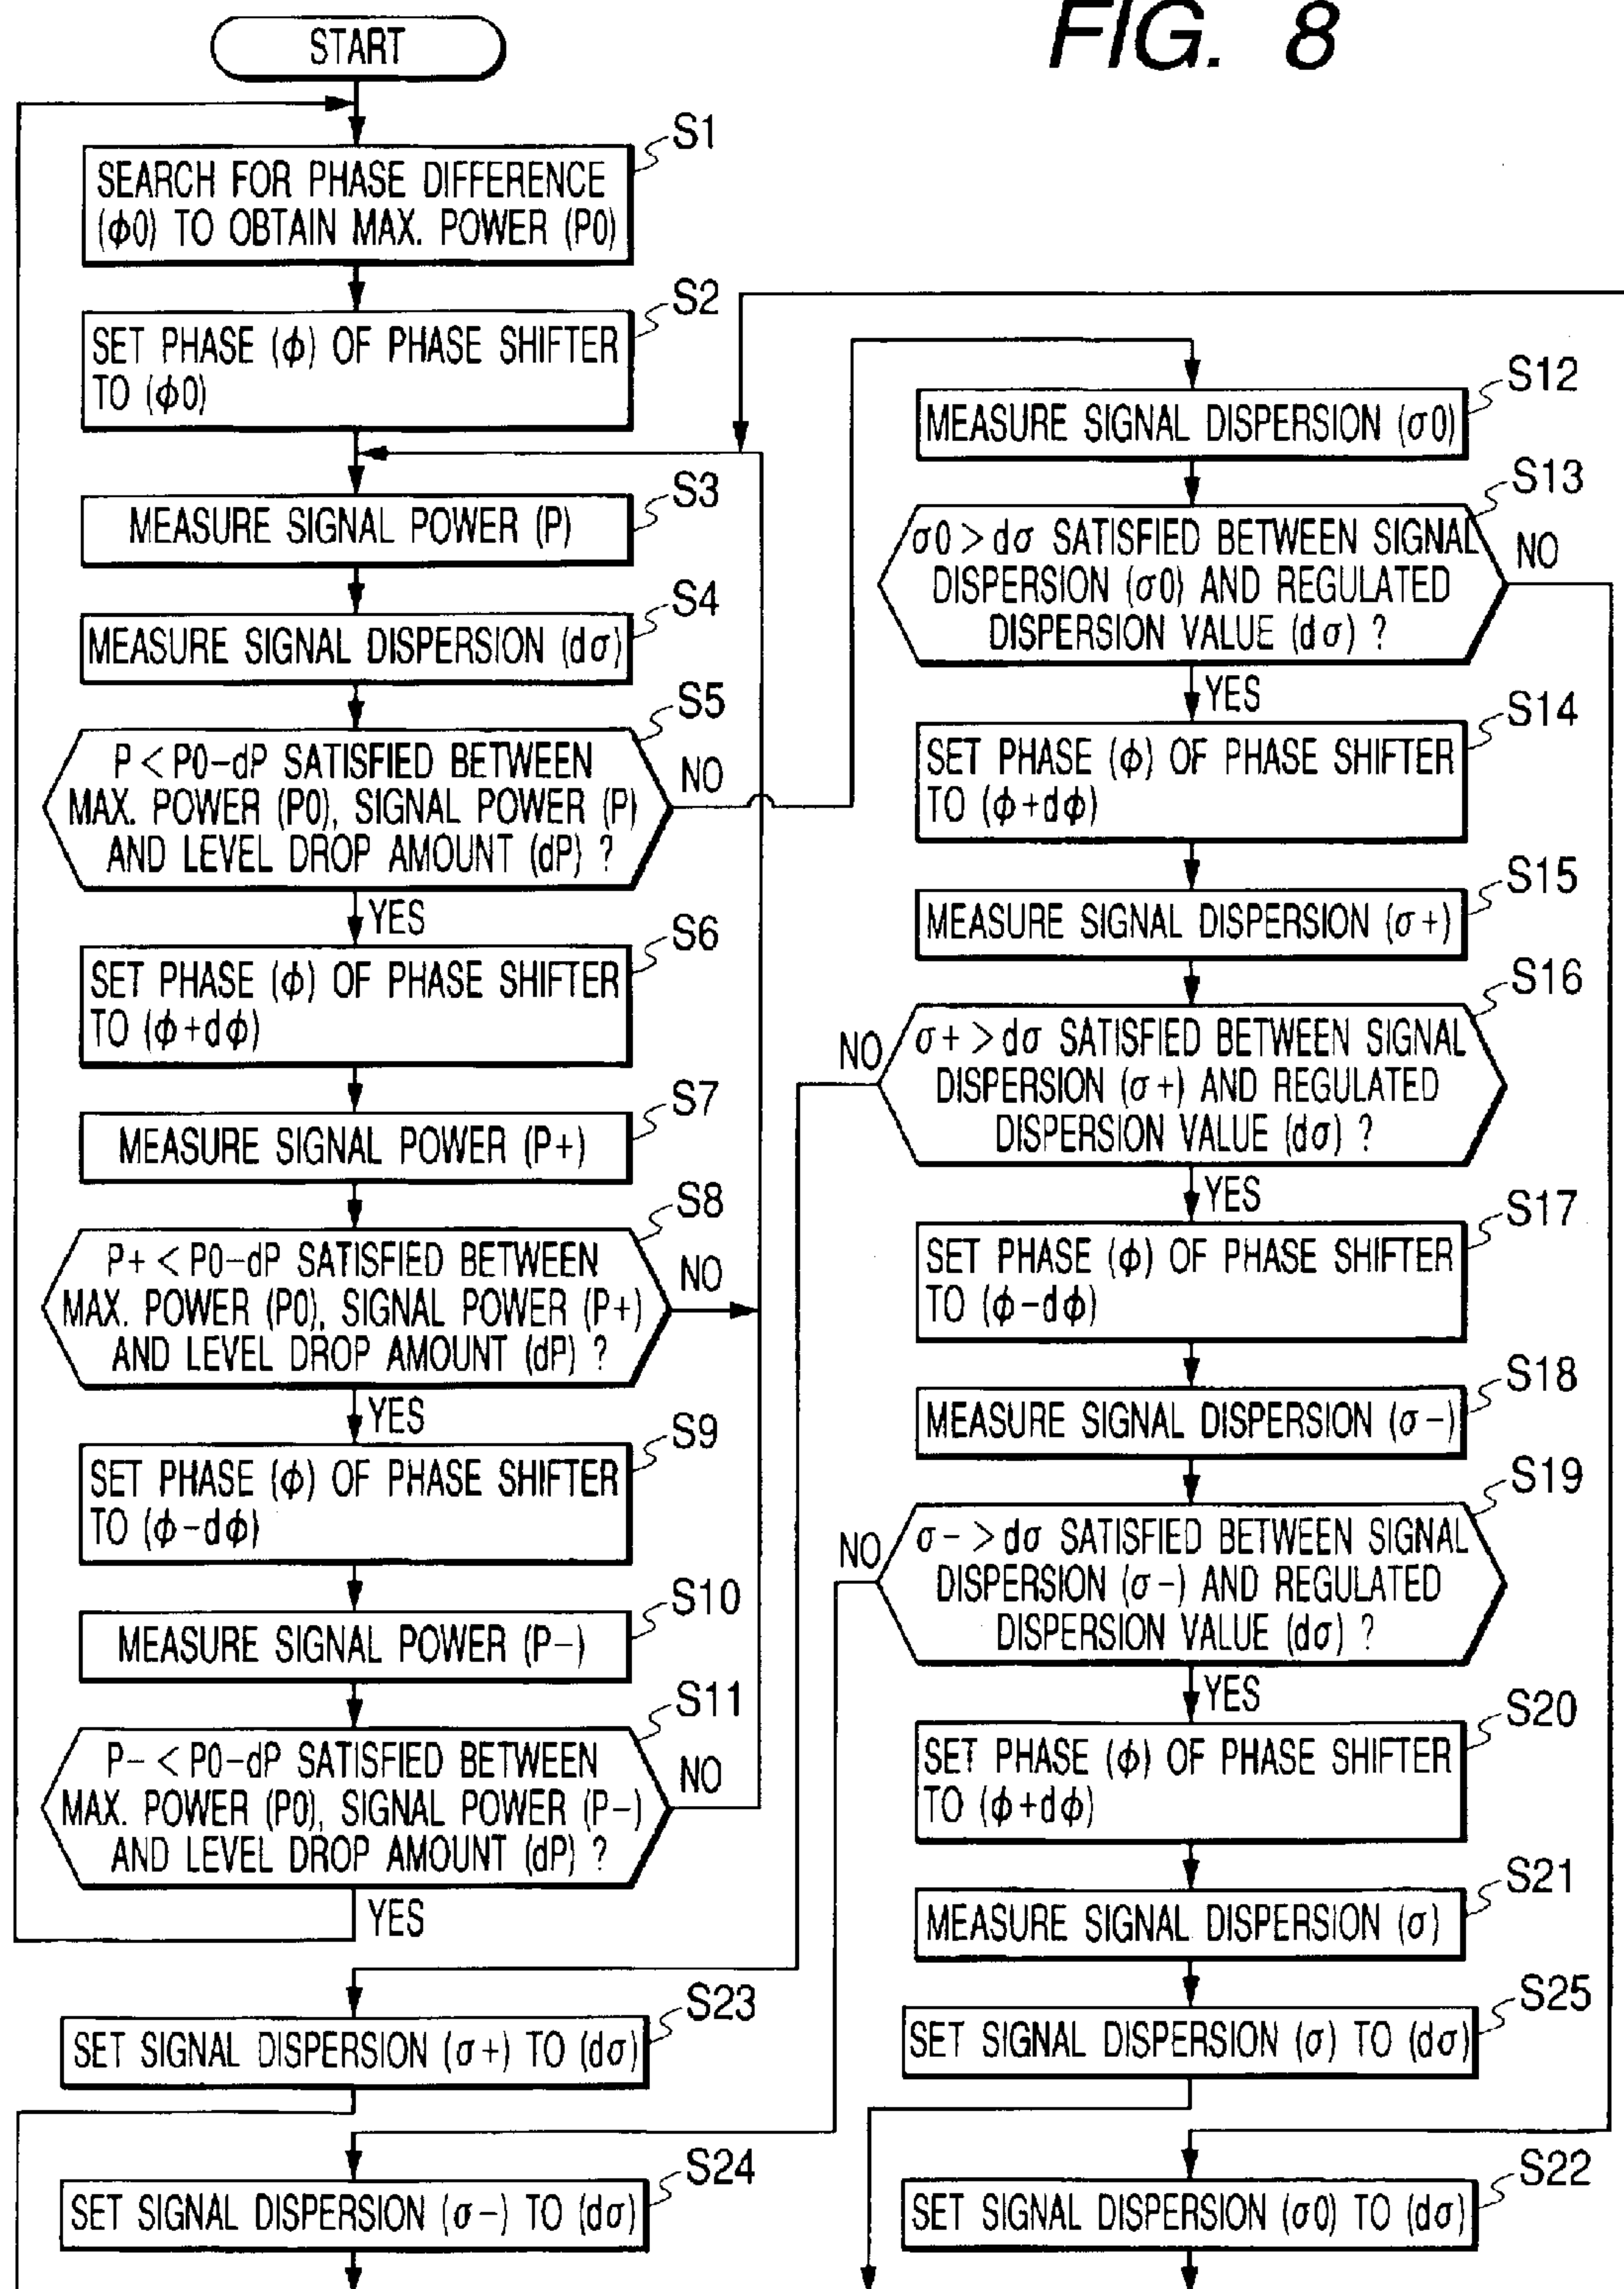 FIG. 8
START
S1
SEARCH FOR PHASE DIFFERENCE
(ϕ0) TO OBTAIN MAX. POWER (P0)
S2
SET PHASE (ϕ) OF PHASE SHIFTER
TO (ϕ0)
S3
MEASURE SIGNAL POWER (P)
S4
MEASURE SIGNAL DISPERSION (dσ)
S5
P < P0-dP SATISFIED BETWEEN
MAX. POWER (P0), SIGNAL POWER (P)
AND LEVEL DROP AMOUNT (dP) ?
NO
YES
S6
SET PHASE (ϕ) OF PHASE SHIFTER
TO (ϕ+dϕ)
S7
MEASURE SIGNAL POWER (P+)
S8
P+ < P0-dP SATISFIED BETWEEN
MAX. POWER (P0), SIGNAL POWER (P+)
AND LEVEL DROP AMOUNT (dP) ?
NO
YES
S9
SET PHASE (ϕ) OF PHASE SHIFTER
TO (ϕ-dϕ)
S10
MEASURE SIGNAL POWER (P-)
S11
P- < P0-dP SATISFIED BETWEEN
MAX. POWER (P0), SIGNAL POWER (P-)
AND LEVEL DROP AMOUNT (dP) ?
NO
YES
S12
MEASURE SIGNAL DISPERSION (σ0)
S13
σ0 > dσ SATISFIED BETWEEN SIGNAL
DISPERSION (σ0) AND REGULATED
DISPERSION VALUE (dσ) ?
NO
YES
S14
SET PHASE (ϕ) OF PHASE SHIFTER
TO (ϕ+dϕ)
S15
MEASURE SIGNAL DISPERSION (σ+)
S16
σ+ > dσ SATISFIED BETWEEN SIGNAL
DISPERSION (σ+) AND REGULATED
DISPERSION VALUE (dσ) ?
NO
YES
S17
SET PHASE (ϕ) OF PHASE SHIFTER
TO (ϕ-dϕ)
S18
MEASURE SIGNAL DISPERSION (σ-)
S19
σ- > dσ SATISFIED BETWEEN SIGNAL
DISPERSION (σ-) AND REGULATED
DISPERSION VALUE (dσ) ?
NO
YES
S20
SET PHASE (ϕ) OF PHASE SHIFTER
TO (ϕ+dϕ)
S21
MEASURE SIGNAL DISPERSION (σ)
S23
SET SIGNAL DISPERSION (σ+) TO (dσ)
S25
SET SIGNAL DISPERSION (σ) TO (dσ)
S24
SET SIGNAL DISPERSION (σ-) TO (dσ)
S22
SET SIGNAL DISPERSION (σ0) TO (dσ)